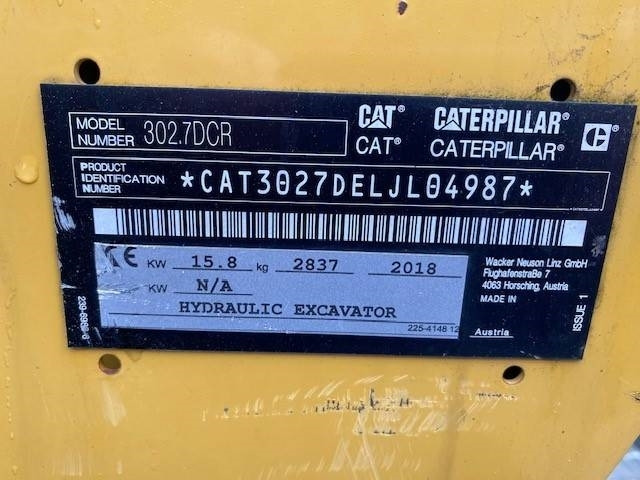 MODEL NUMBER 302.7DCR
CAT® CATERPILLAR®
CAT® CATERPILLAR® C
PRODUCT IDENTIFICATION NUMBER *CAT3027DELJL04987*
CE KW 15.8 kg 2837 2018
KW N/A
HYDRAULIC EXCAVATOR
225-4148 12
Wacker Neuson Linz GmbH
Flughafenstraße 7
4063 Horsching, Austria
MADE IN
Austria
ISSUE 1